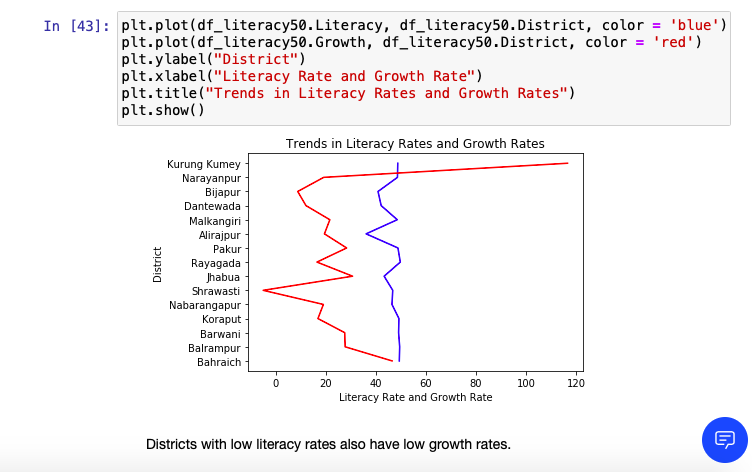 In [43]: plt.plot(df_literacy50.Literacy, df_literacy50.District, color = 'blue')
plt.plot(df_literacy50.Growth, df_literacy50.District, color = 'red')
plt.ylabel("District")
plt.xlabel("Literacy Rate and Growth Rate")
plt.title("Trends in Literacy Rates and Growth Rates")
plt.show()
Trends in Literacy Rates and Growth Rates
Kurung Kumey
Narayanpur
Bijapur
Dantewada
Malkangiri
Alirajpur
Pakur
Rayagada
Jhabua
Shrawasti
Nabarangapur
Koraput
Barwani
Balrampur
Bahraich
District
0 20 40 60 80 100 120
Literacy Rate and Growth Rate
Districts with low literacy rates also have low growth rates.